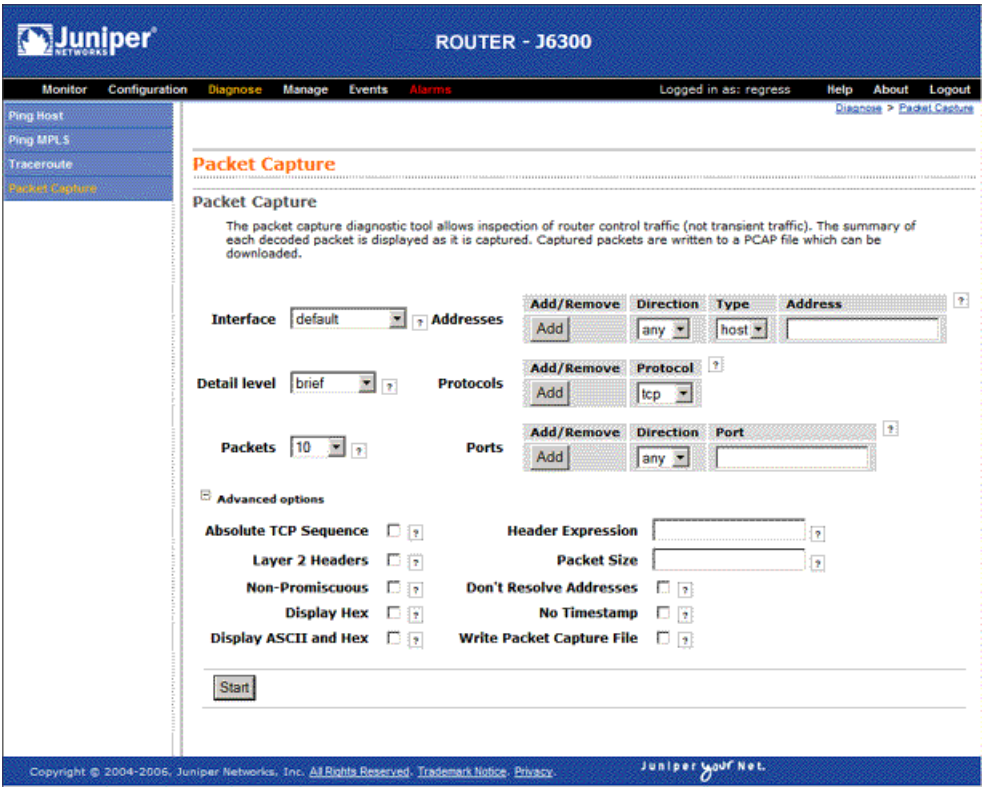 Juniper®
NETWORKS
ROUTER - J6300
Monitor Configuration Diagnose Manage Events Alarms Logged in as: regress Help About Logout
Diagnose > Packet Capture
Ping Host
Ping MPLS
Traceroute
Packet Capture
Packet Capture
Packet Capture
The packet capture diagnostic tool allows inspection of router control traffic (not transient traffic). The summary of
each decoded packet is displayed as it is captured. Captured packets are written to a PCAP file which can be
downloaded.
Interface default ? Addresses Add/Remove Direction Type Address ?
Add any host
Detail level brief ? Protocols Add/Remove Protocol ?
Add tcp
Packets 10 ? Ports Add/Remove Direction Port ?
Add any
Advanced options
Absolute TCP Sequence ? Header Expression ?
Layer 2 Headers ? Packet Size ?
Non-Promiscuous ? Don't Resolve Addresses ?
Display Hex ? No Timestamp ?
Display ASCII and Hex ? Write Packet Capture File ?
Start
Copyright © 2004-2006, Juniper Networks, Inc. All Rights Reserved. Trademark Notice. Privacy.
Juniper your Net.